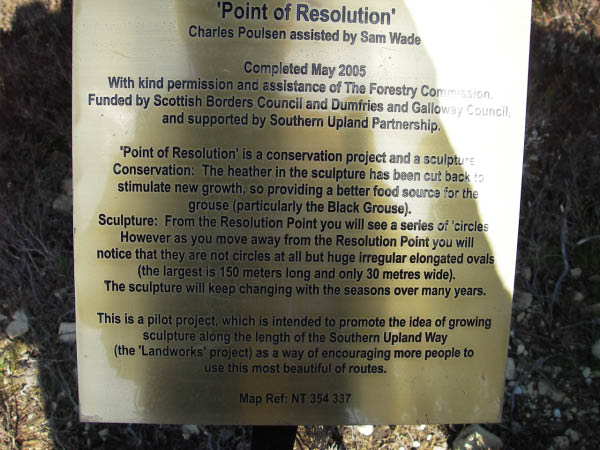 'Point of Resolution'
Charles Poulsen assisted by Sam Wade
Completed May 2005
With kind permission and assistance of The Forestry Commission.
Funded by Scottish Borders Council and Dumfries and Galloway Council,
and supported by Southern Upland Partnership.
'Point of Resolution' is a conservation project and a sculpture
Conservation: The heather in the sculpture has been cut back to
stimulate new growth, so providing a better food source for the
grouse (particularly the Black Grouse).
Sculpture: From the Resolution Point you will see a series of 'circles
However as you move away from the Resolution Point you will
notice that they are not circles at all but huge irregular elongated ovals
(the largest is 150 meters long and only 30 metres wide).
The sculpture will keep changing with the seasons over many years.
This is a pilot project, which is intended to promote the idea of growing
sculpture along the length of the Southern Upland Way
(the 'Landworks' project) as a way of encouraging more people to
use this most beautiful of routes.
Map Ref: NT 354 337